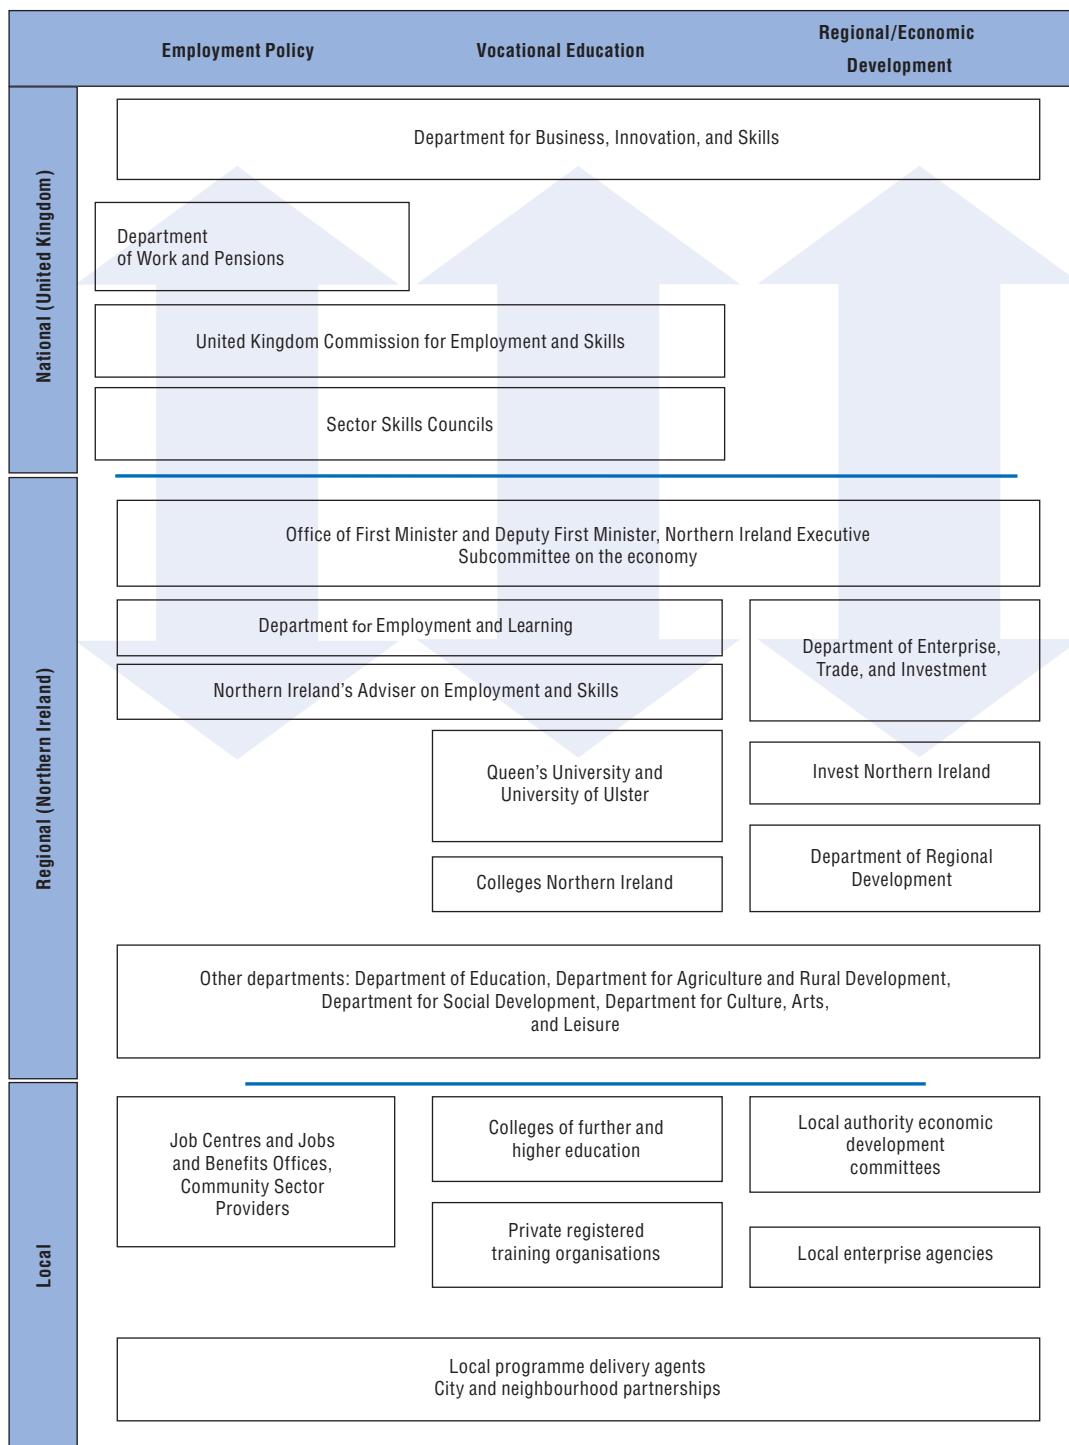 Employment Policy
Vocational Education
Regional/Economic
Development
National (United Kingdom)
Department for Business, Innovation, and Skills
Department
of Work and Pensions
United Kingdom Commission for Employment and Skills
Sector Skills Councils
Regional (Northern Ireland)
Office of First Minister and Deputy First Minister, Northern Ireland Executive
Subcommittee on the economy
Department for Employment and Learning
Northern Ireland's Adviser on Employment and Skills
Department of Enterprise,
Trade, and Investment
Queen's University and
University of Ulster
Invest Northern Ireland
Colleges Northern Ireland
Department of Regional
Development
Other departments: Department of Education, Department for Agriculture and Rural Development,
Department for Social Development, Department for Culture, Arts,
and Leisure
Local
Job Centres and Jobs
and Benefits Offices,
Community Sector
Providers
Colleges of further and
higher education
Local authority economic
development
committees
Private registered
training organisations
Local enterprise agencies
Local programme delivery agents
City and neighbourhood partnerships